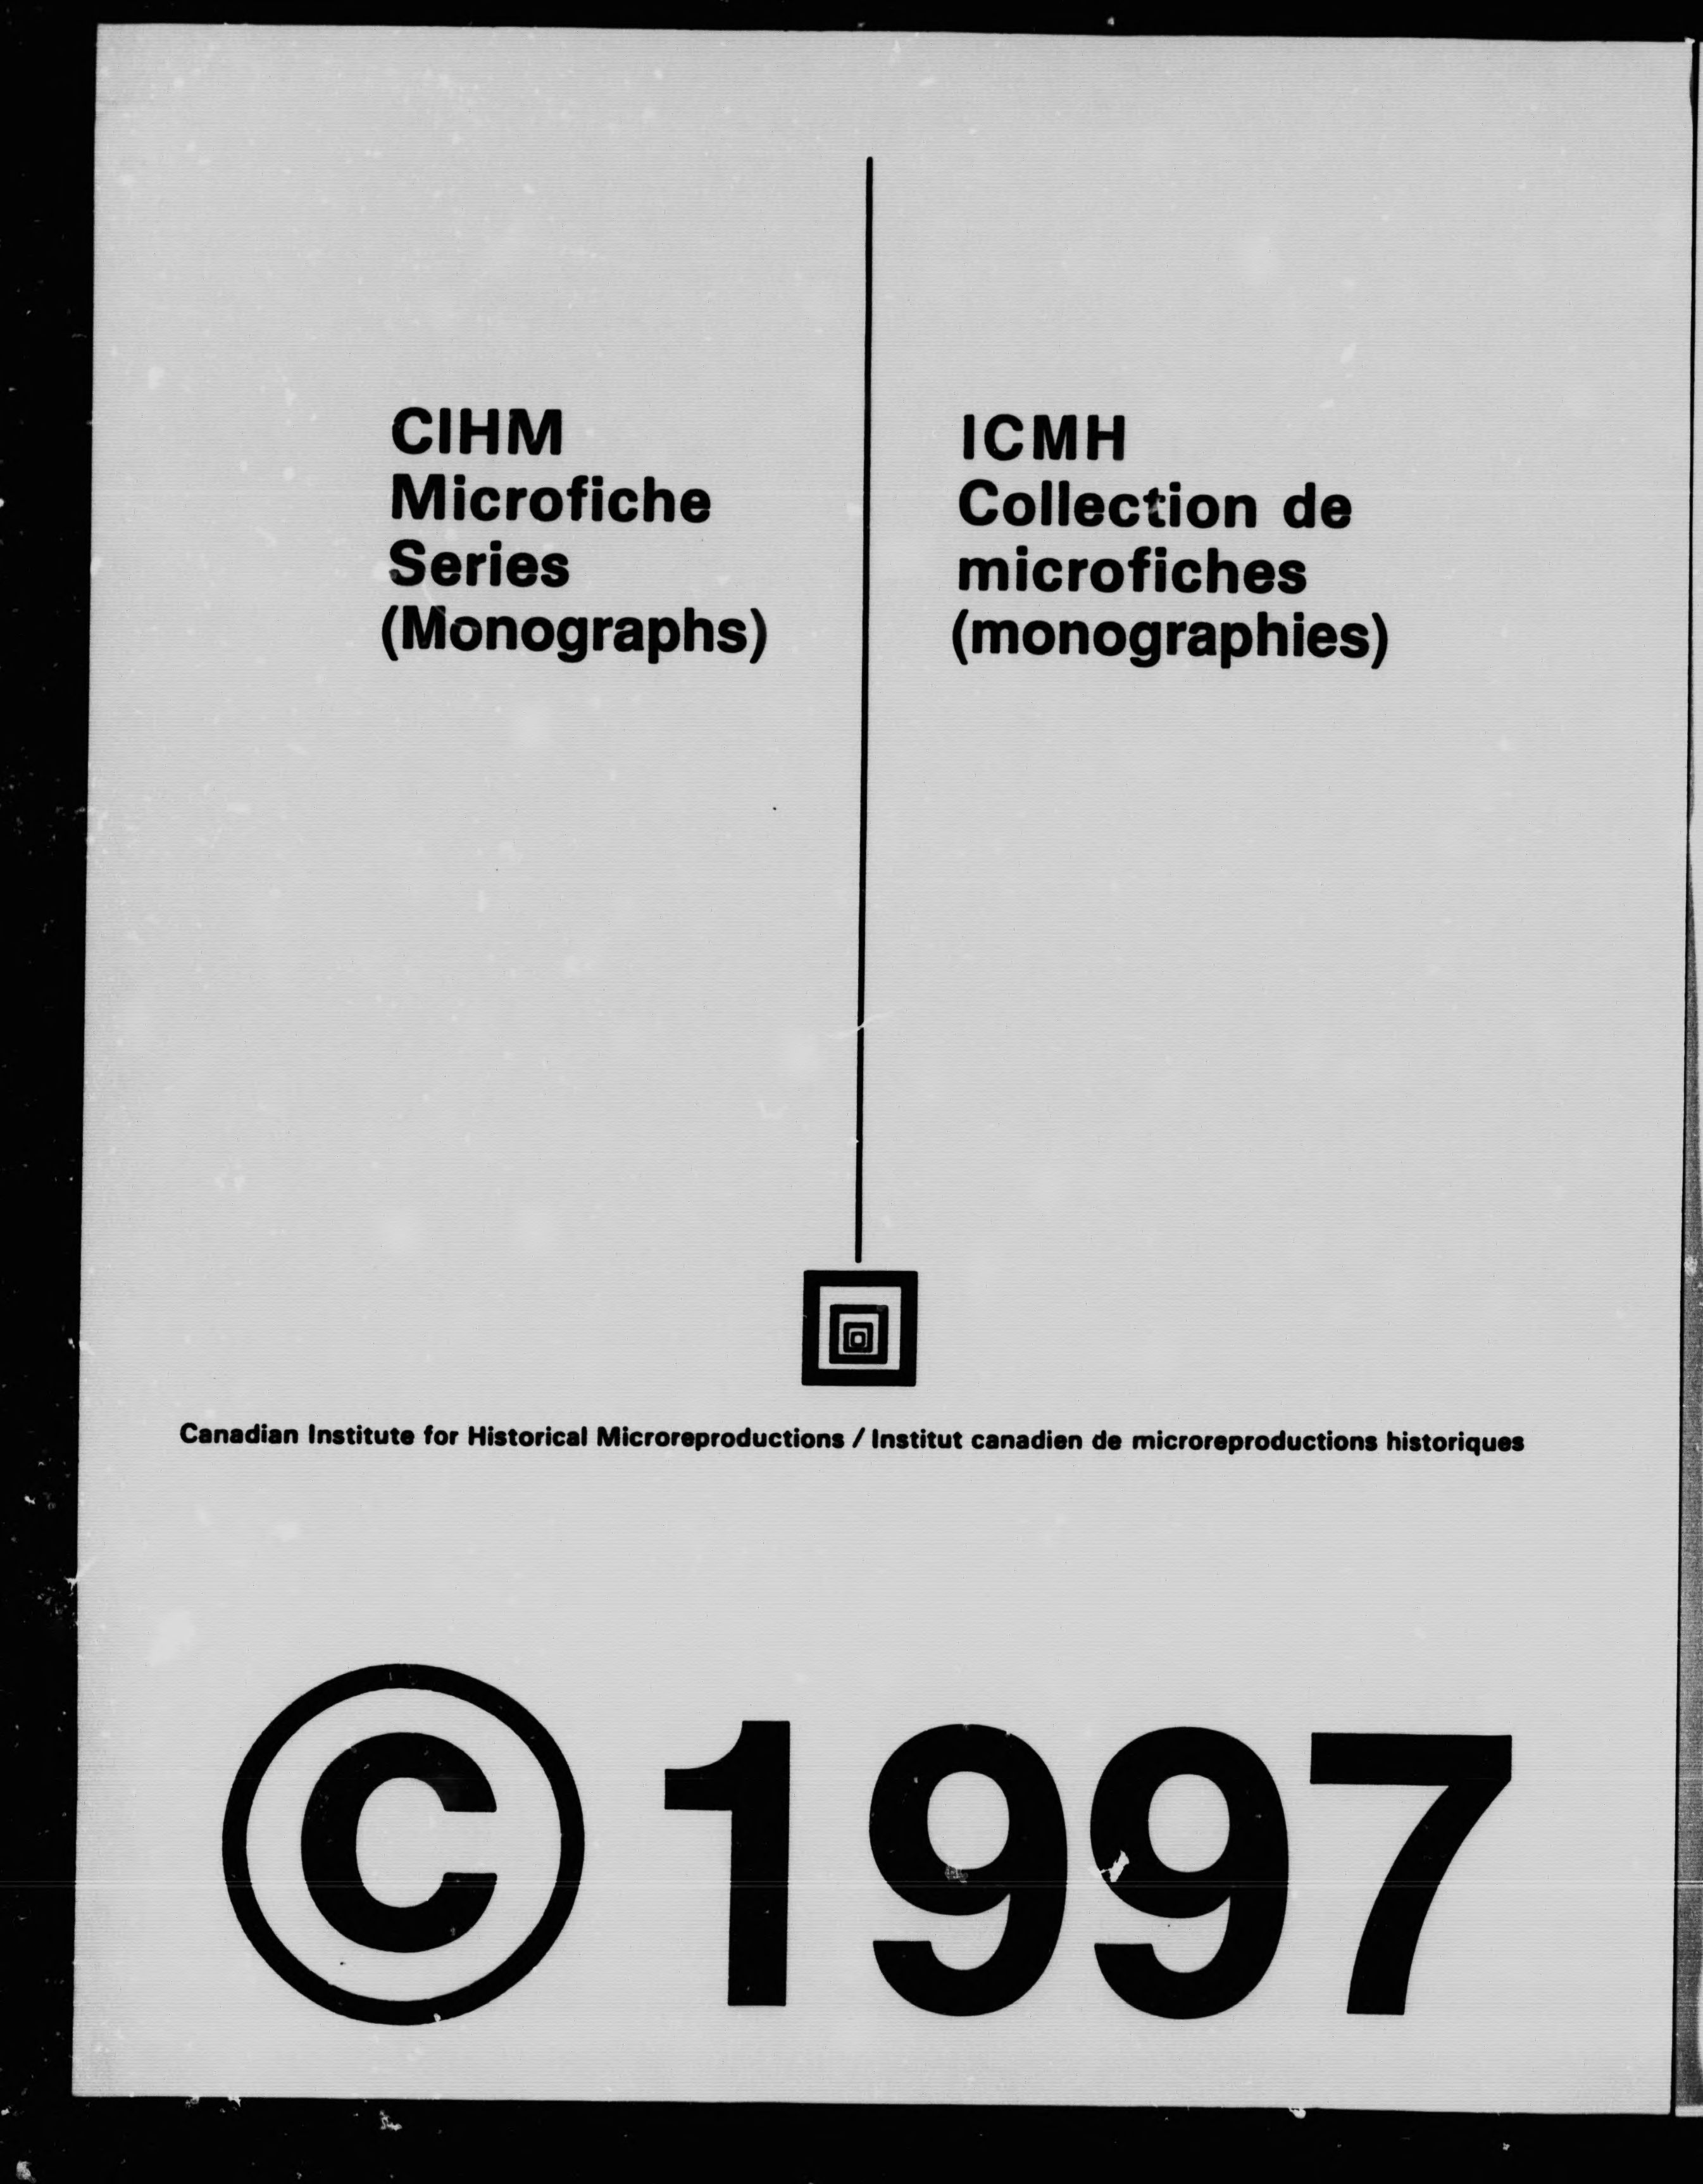 CIHM
Microfiche
Series
(Monographs)
ICMH
Collection de
microfiches
(monographies)
Canadian Institute for Historical Microreproductions / Institut canadien de microreproductions historiques
© 1997